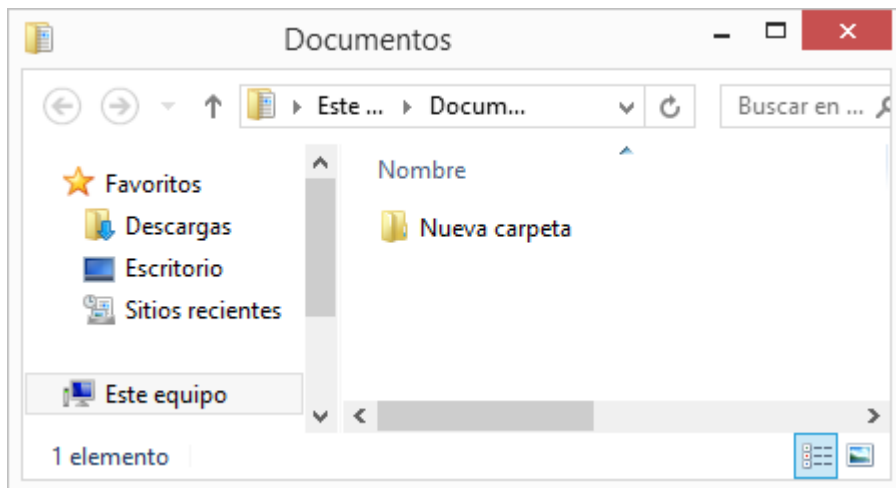 Documentos
Este ... Docum...
Buscar en ...
Favoritos
Descargas
Escritorio
Sitios recientes
Este equipo
Nombre
Nueva carpeta
1 elemento